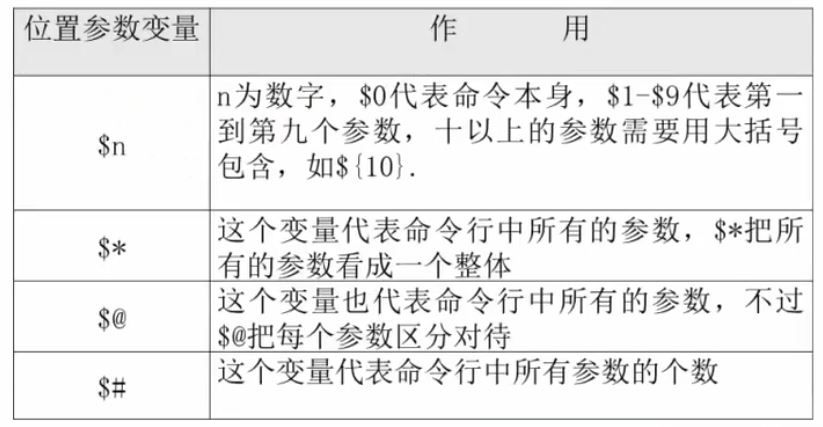 位置参数变量
作 用
$n
n为数字，$0代表命令本身，$1-$9代表第一
到第九个参数，十以上的参数需要用大括号
包含，如${10}.
$*
这个变量代表命令行中所有的参数，$*把所
有的参数看成一个整体
$@
这个变量也代表命令行中所有的参数，不过
$@把每个参数区分对待
$#
这个变量代表命令行中所有参数的个数